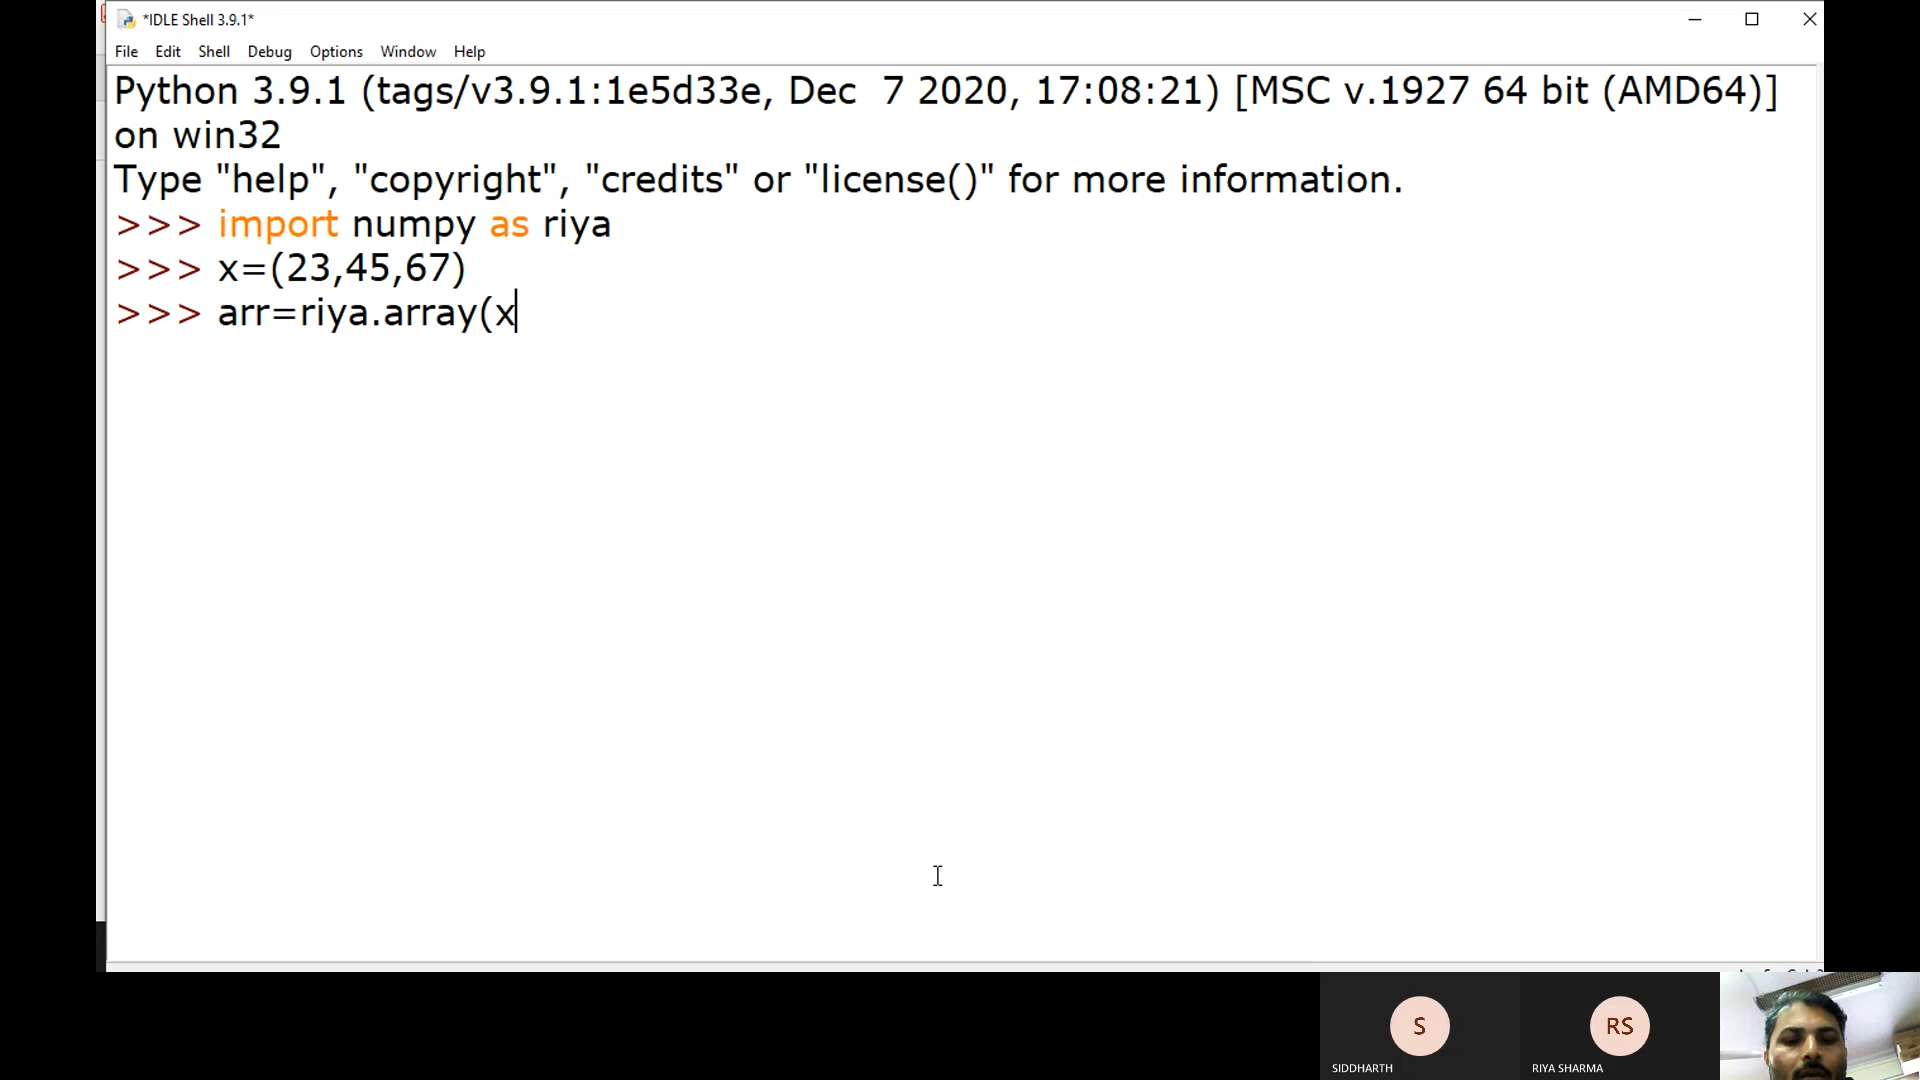 *IDLE Shell 3.9.1*
File Edit Shell Debug Options Window Help
Python 3.9.1 (tags/v3.9.1:1e5d33e, Dec  7 2020, 17:08:21) [MSC v.1927 64 bit (AMD64)]
on win32
Type "help", "copyright", "credits" or "license()" for more information.
>>> import numpy as riya
>>> x=(23,45,67)
>>> arr=riya.array(x
S
RS
SIDDHARTH
RIYA SHARMA